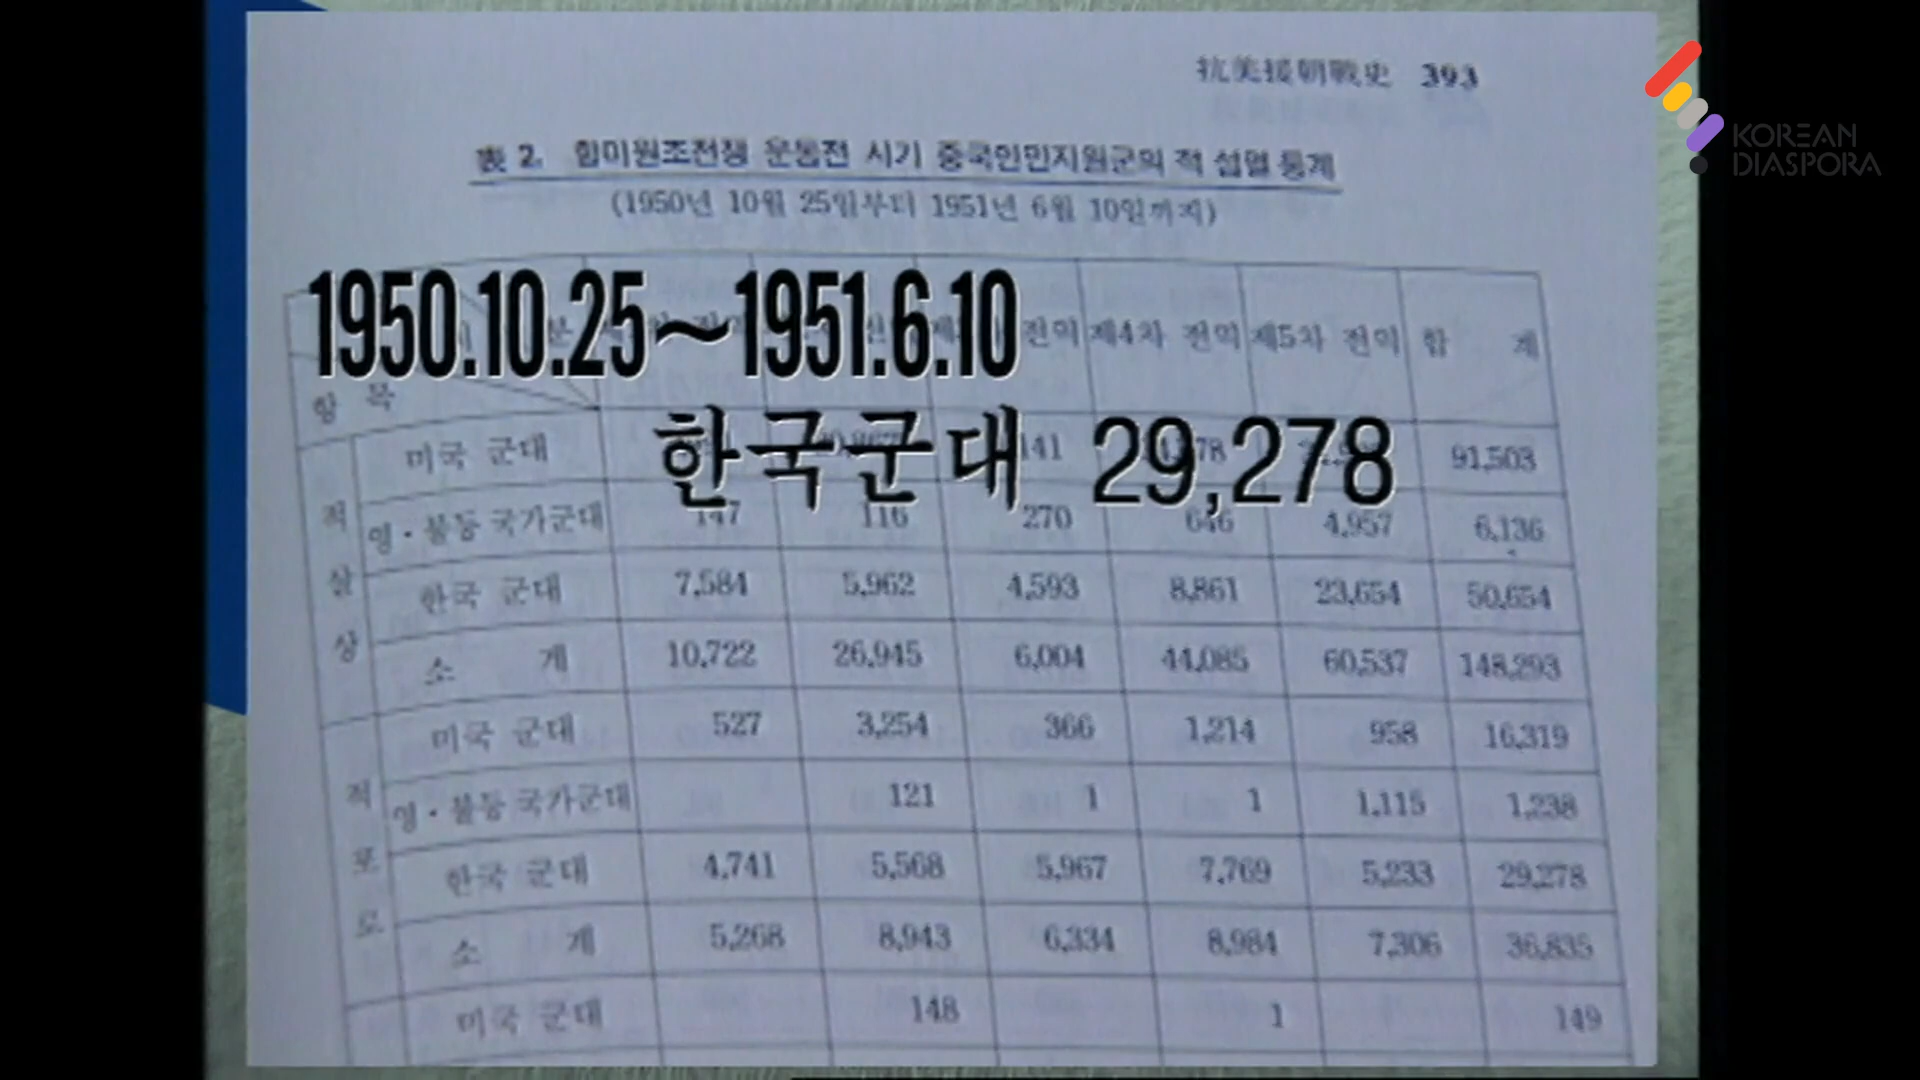 抗美援朝戰史 393
KOREAN
DIASPORA
表 2. 항미원조전쟁 운동전 시기 중국인민지원군의 적 섬멸 통계
(1950년 10월 25일부터 1951년 6월 10일까지)
1950.10.25~1951.6.10
전역 제4차 전역 제5차 전역 합 계
항 목
한국군대 29,278
미국 군대 91,503
영·불등 국가군대 147 116 270 646 4,957 6,136
한국 군대 7,584 5,962 4,593 8,861 23,654 50,654
소 계 10,722 26,945 6,004 44,085 60,537 148,293
적 살 상
미국 군대 527 3,254 366 1,214 958 16,319
영·불등 국가군대 121 1 1 1,115 1,238
한국 군대 4,741 5,568 5,967 7,769 5,233 29,278
소 계 5,268 8,943 6,334 8,984 7,306 36,835
적 포로
미국 군대 148 1 149